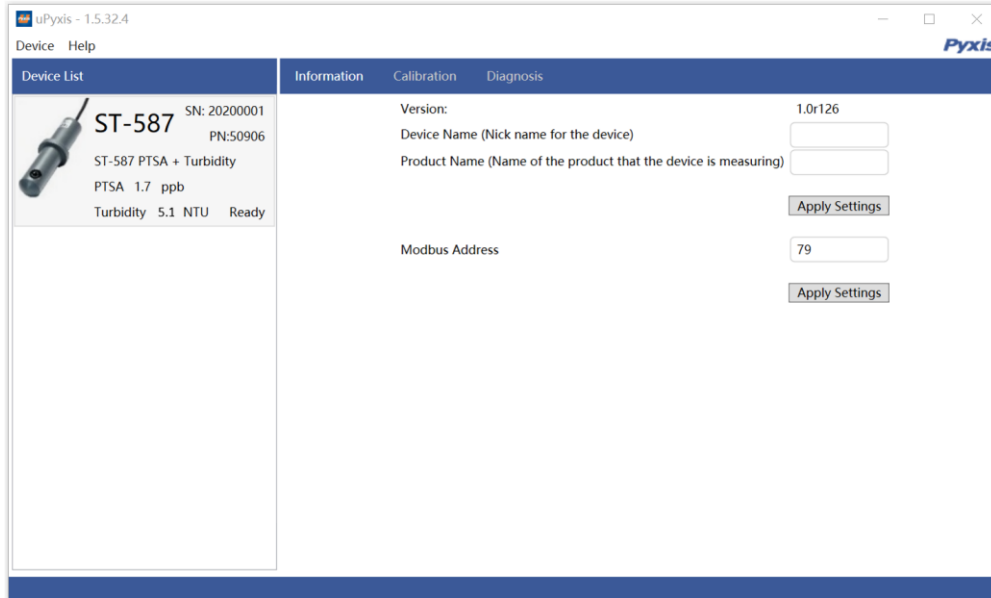 uPyxis - 1.5.32.4
Device Help
Pyxis
Device List
Information Calibration Diagnosis
ST-587
SN: 20200001
PN:50906
ST-587 PTSA + Turbidity
PTSA 1.7 ppb
Turbidity 5.1 NTU Ready
Version: 1.0r126
Device Name (Nick name for the device)
Product Name (Name of the product that the device is measuring)
Apply Settings
Modbus Address 79
Apply Settings